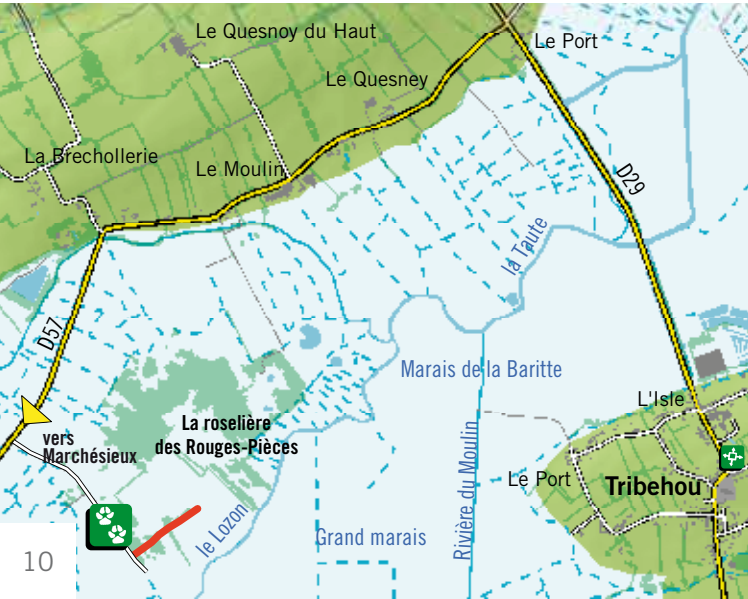 Le Quesnoy du Haut
Le Port
Le Quesney
La Brechollerie
Le Moulin
D29
la Taute
D57
Marais de la Baritte
L'Isle
La roselière
des Rouges-Pièces
vers
Marchésieux
Rivière du Moulin
Le Port
Tribehou
le Lozon
Grand marais
10